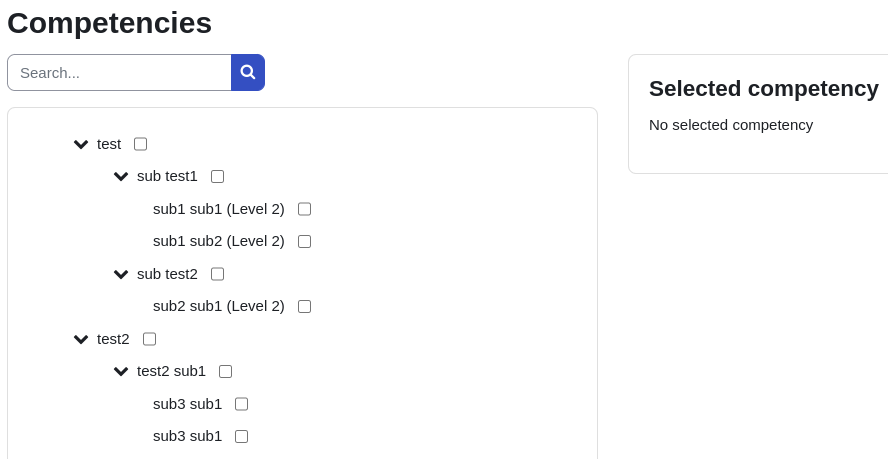 Competencies
Search...
test
sub test1
sub1 sub1 (Level 2)
sub1 sub2 (Level 2)
sub test2
sub2 sub1 (Level 2)
test2
test2 sub1
sub3 sub1
sub3 sub1
Selected competency
No selected competency